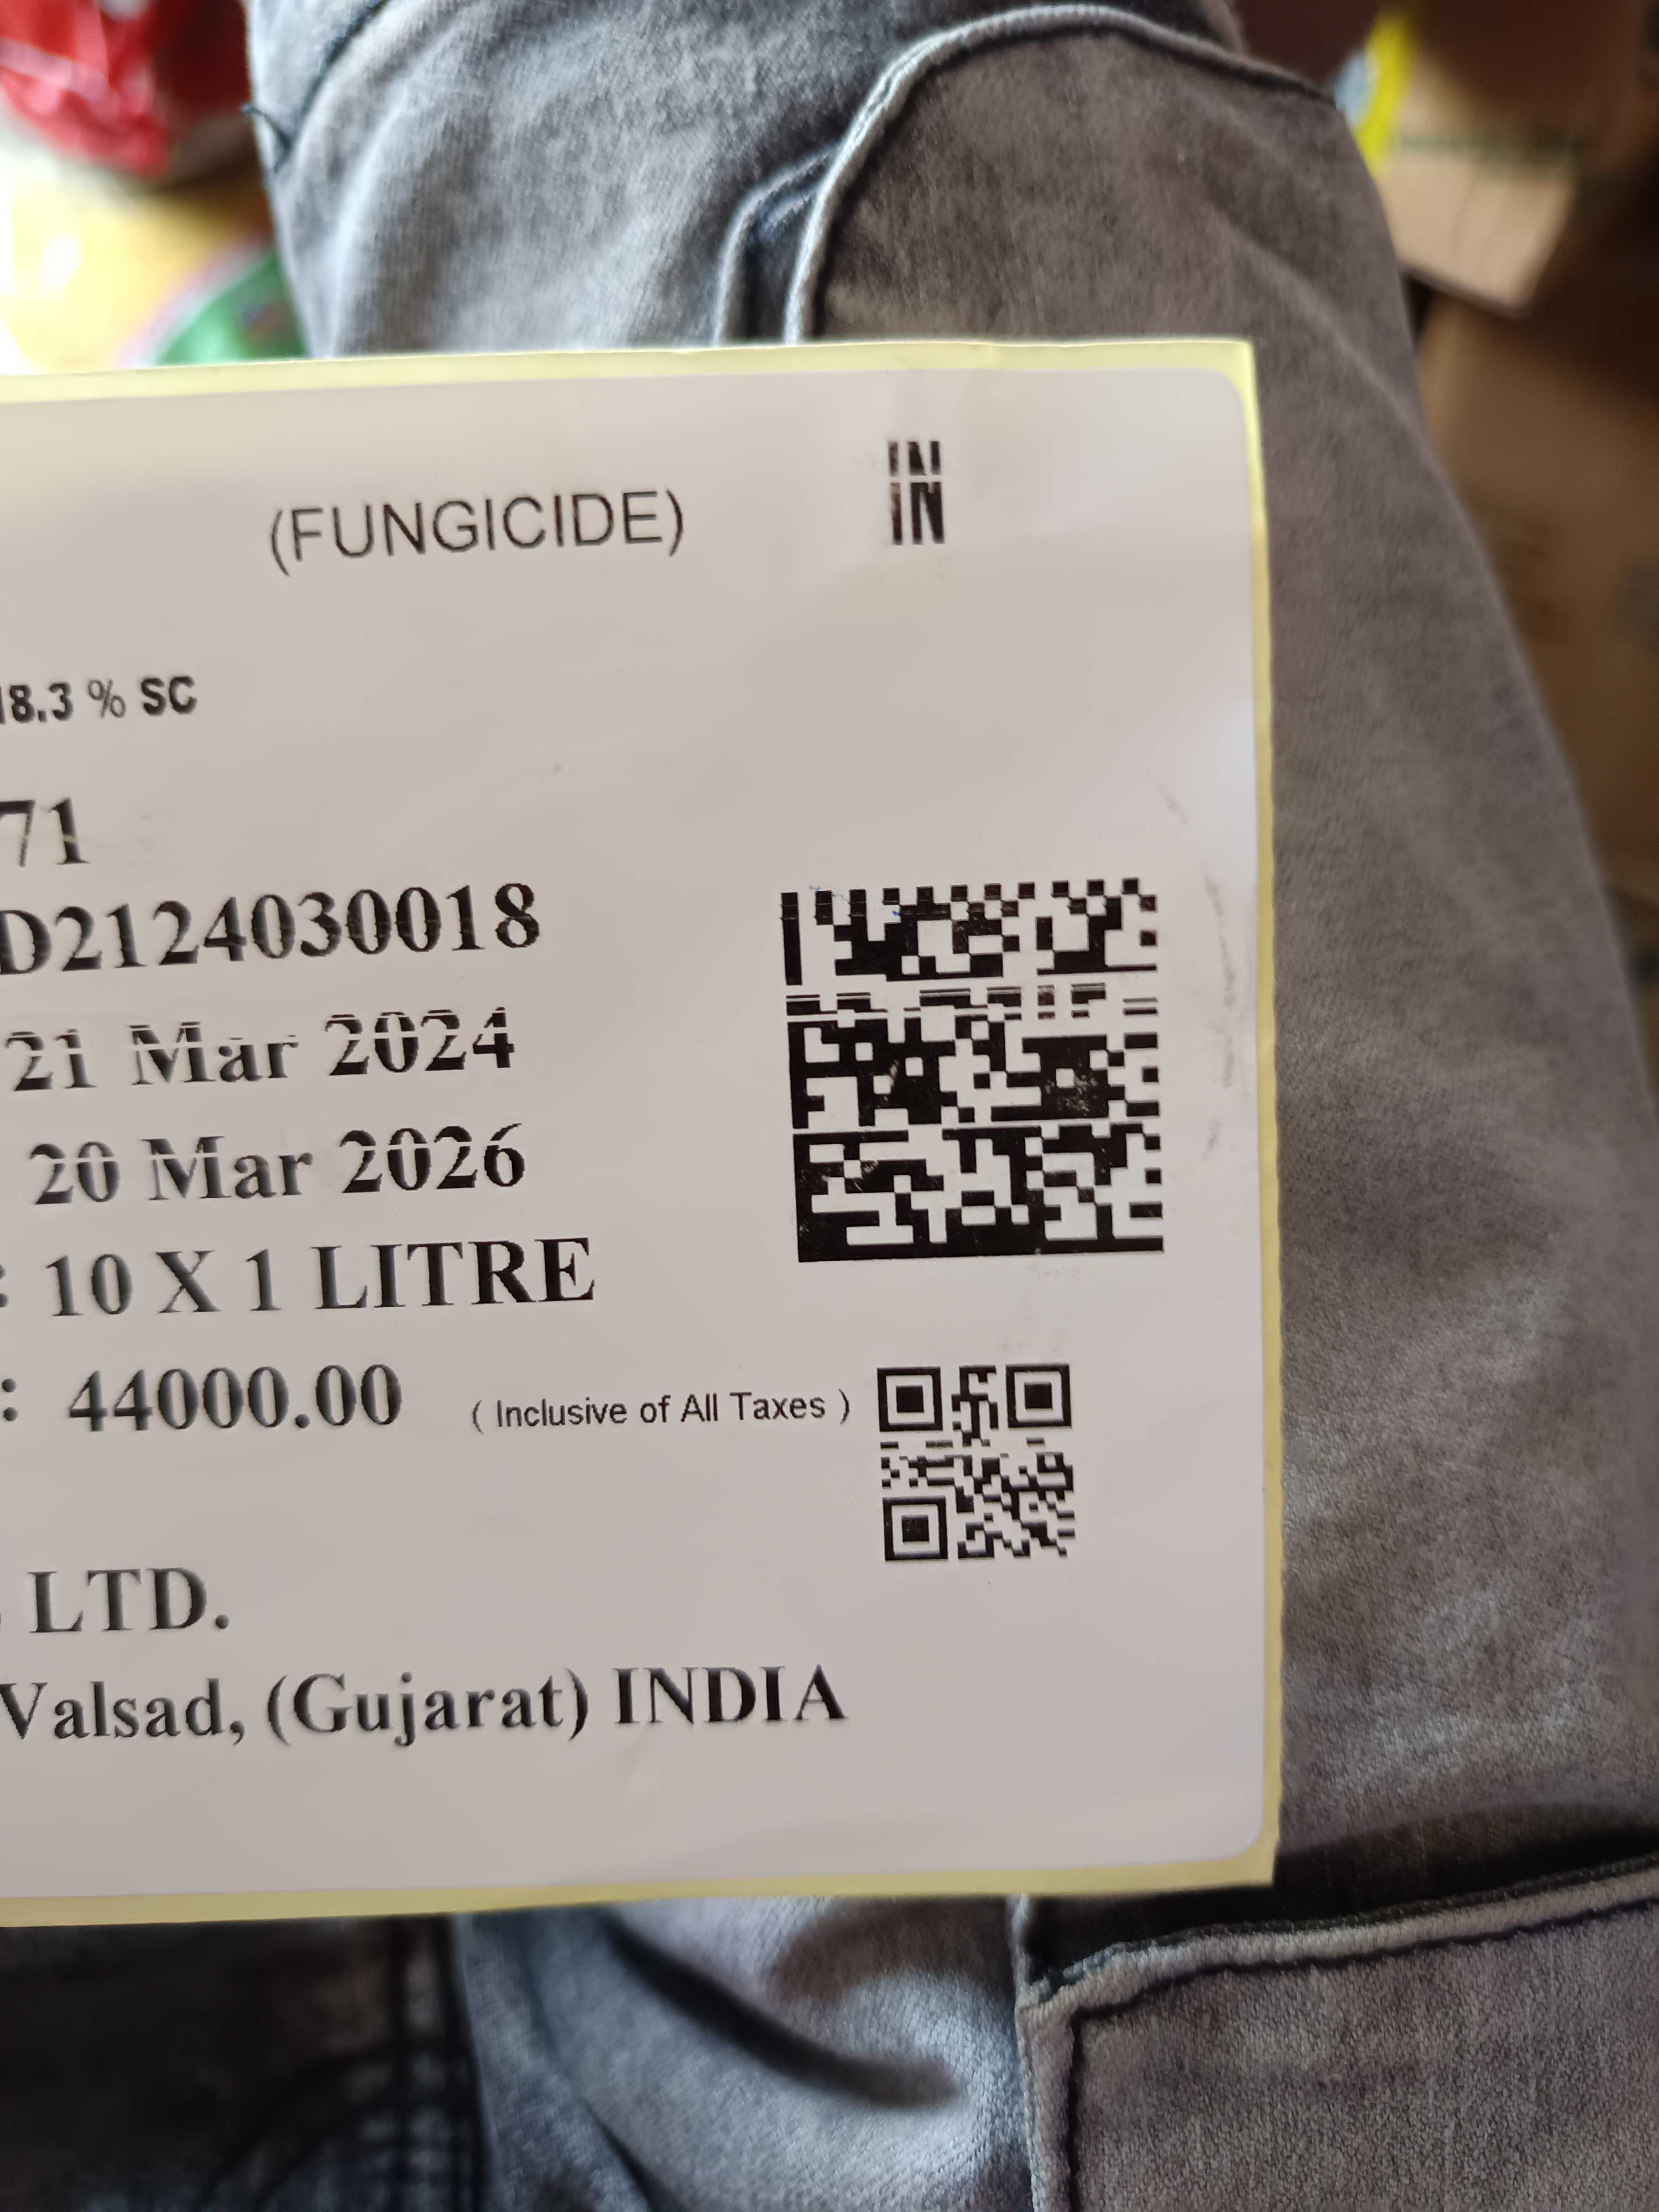 (FUNGICIDE)
IN
18.3 % SC
71
D2124030018
21 Mar 2024
20 Mar 2026
: 10 X 1 LITRE
: 44000.00 ( Inclusive of All Taxes )
LTD.
Valsad, (Gujarat) INDIA